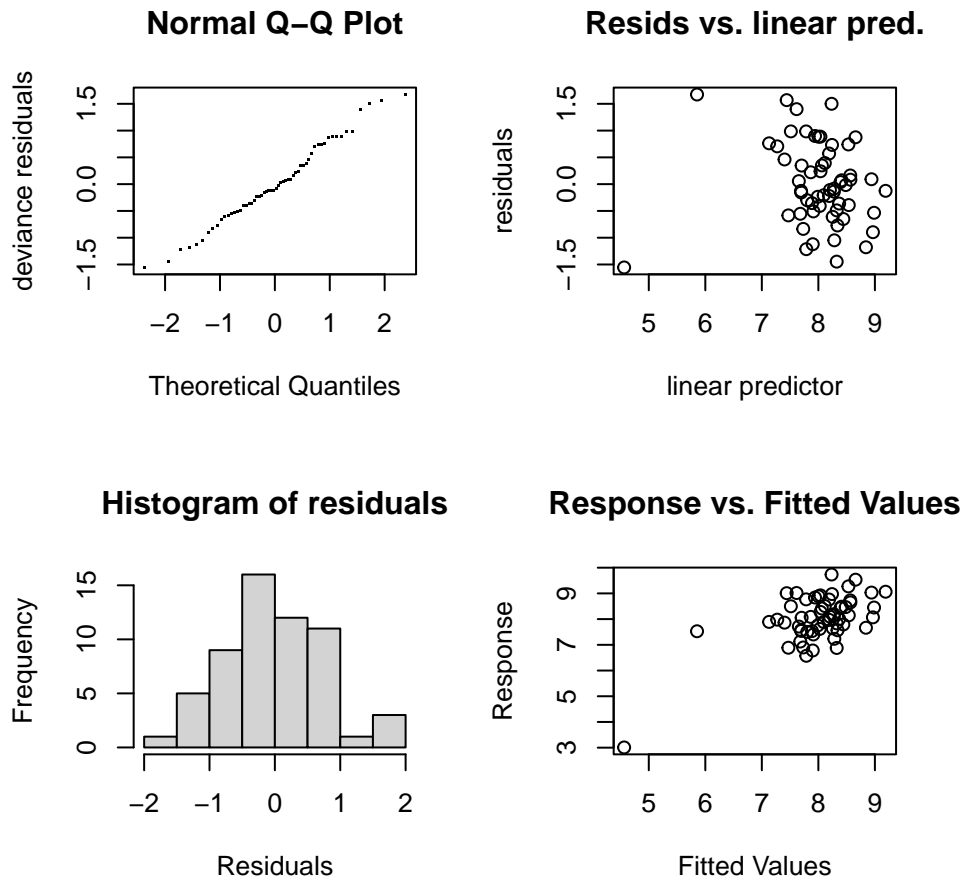 Normal Q−Q Plot
deviance residuals
−1.5
0.0
1.5
−2
−1
0
1
2
Theoretical Quantiles
Resids vs. linear pred.
residuals
−1.5
0.0
1.5
5
6
7
8
9
linear predictor
Histogram of residuals
Frequency
0
5
10
15
−2
−1
0
1
2
Residuals
Response vs. Fitted Values
Response
3
5
7
9
5
6
7
8
9
Fitted Values